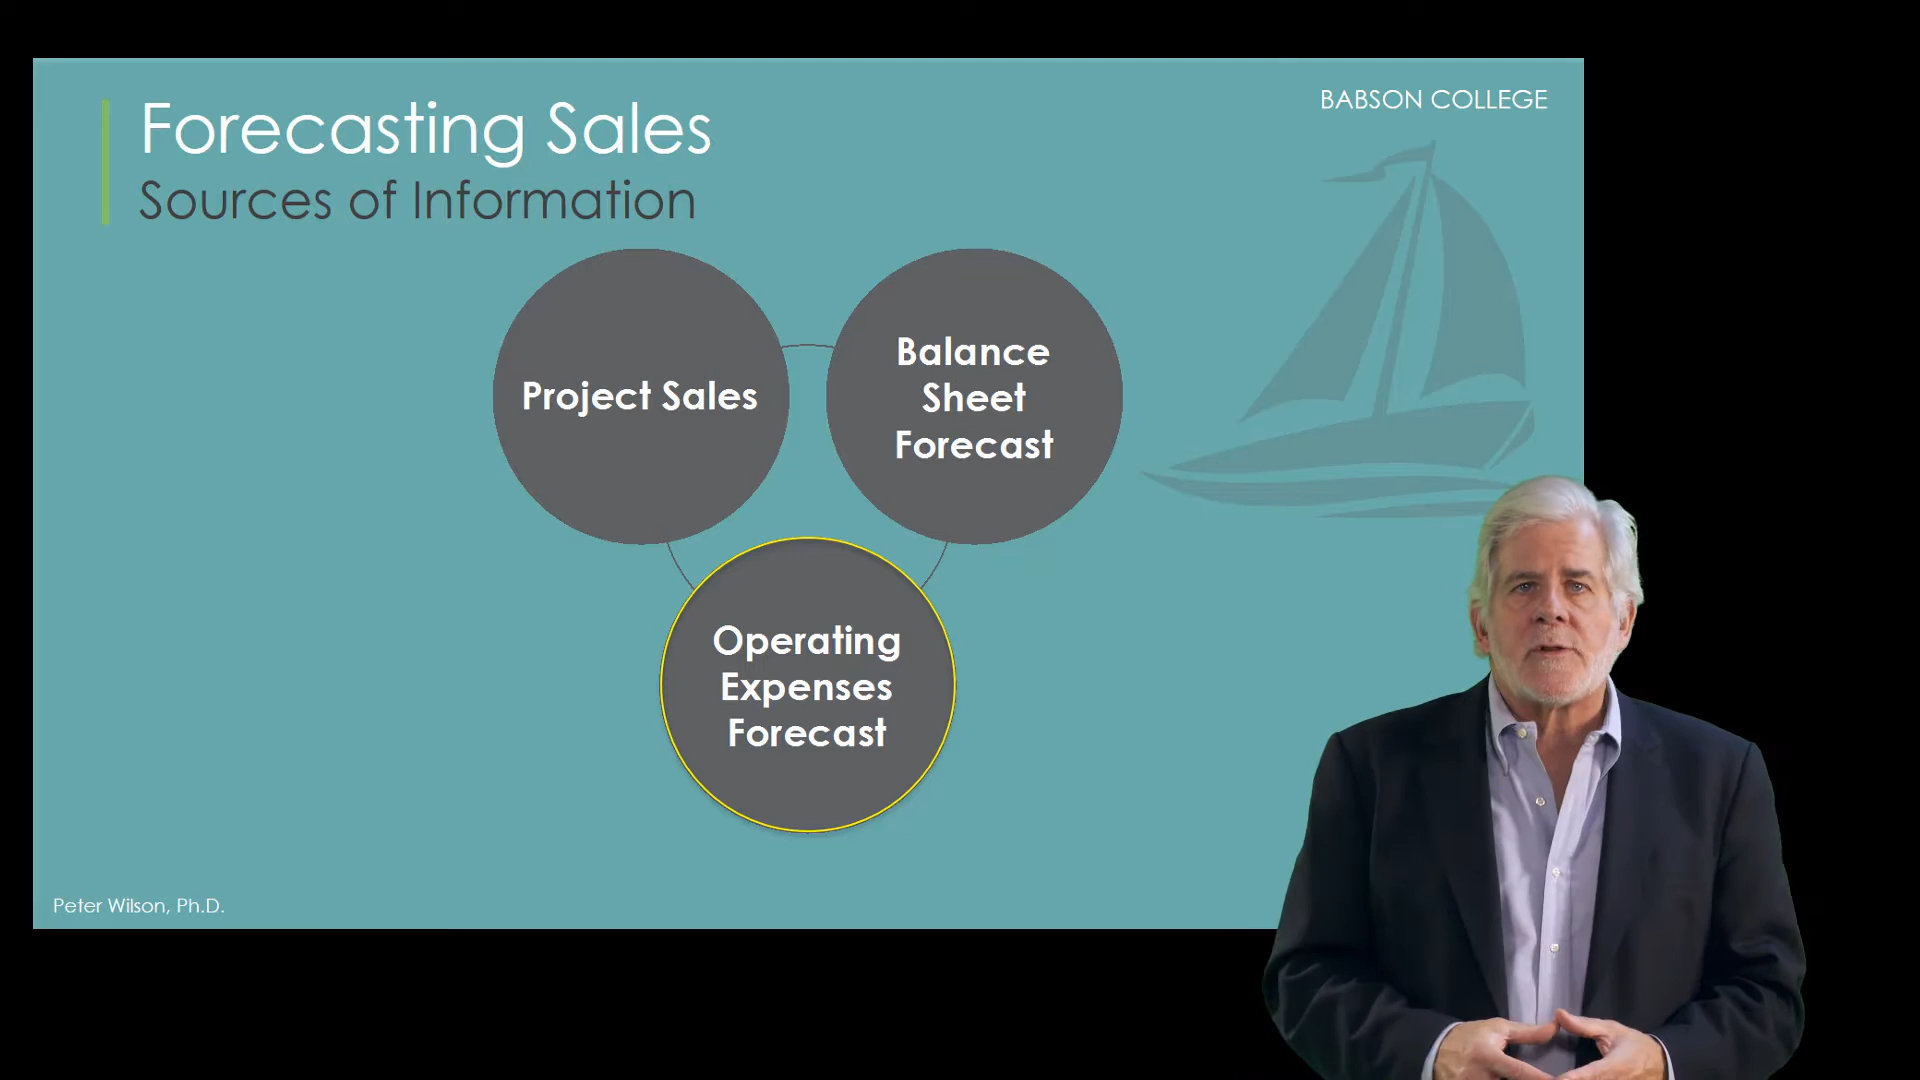 BABSON COLLEGE
Forecasting Sales
Sources of Information
Project Sales
Balance
Sheet
Forecast
Operating
Expenses
Forecast
Peter Wilson, Ph.D.